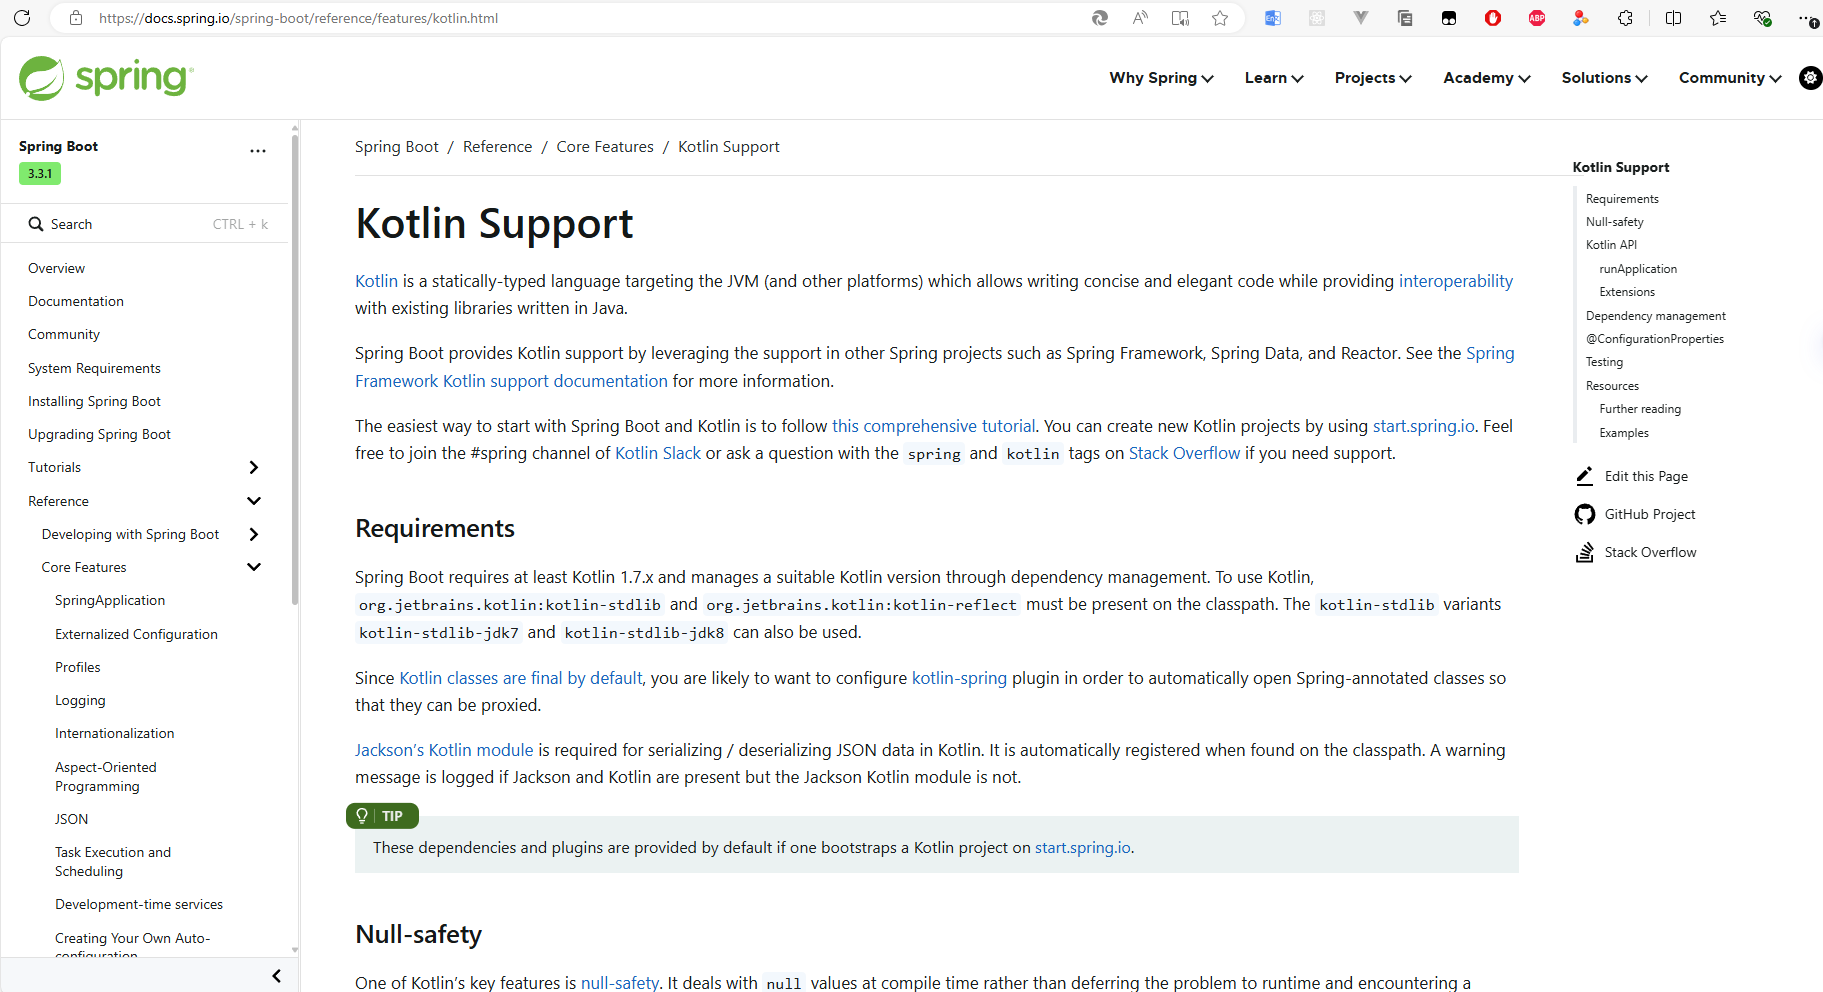 https://docs.spring.io/spring-boot/reference/features/kotlin.html
spring
Why Spring
Learn
Projects
Academy
Solutions
Community
Spring Boot
3.3.1
Search
CTRL + k
Overview
Documentation
Community
System Requirements
Installing Spring Boot
Upgrading Spring Boot
Tutorials
Reference
Developing with Spring Boot
Core Features
SpringApplication
Externalized Configuration
Profiles
Logging
Internationalization
Aspect-Oriented
Programming
JSON
Task Execution and
Scheduling
Development-time services
Creating Your Own Auto-
configuration
Spring Boot / Reference / Core Features / Kotlin Support
Kotlin Support
Kotlin is a statically-typed language targeting the JVM (and other platforms) which allows writing concise and elegant code while providing interoperability
with existing libraries written in Java.
Spring Boot provides Kotlin support by leveraging the support in other Spring projects such as Spring Framework, Spring Data, and Reactor. See the Spring
Framework Kotlin support documentation for more information.
The easiest way to start with Spring Boot and Kotlin is to follow this comprehensive tutorial. You can create new Kotlin projects by using start.spring.io. Feel
free to join the #spring channel of Kotlin Slack or ask a question with the spring and kotlin tags on Stack Overflow if you need support.
Requirements
Spring Boot requires at least Kotlin 1.7.x and manages a suitable Kotlin version through dependency management. To use Kotlin,
org.jetbrains.kotlin:kotlin-stdlib and org.jetbrains.kotlin:kotlin-reflect must be present on the classpath. The kotlin-stdlib variants
kotlin-stdlib-jdk7 and kotlin-stdlib-jdk8 can also be used.
Since Kotlin classes are final by default, you are likely to want to configure kotlin-spring plugin in order to automatically open Spring-annotated classes so
that they can be proxied.
Jackson’s Kotlin module is required for serializing / deserializing JSON data in Kotlin. It is automatically registered when found on the classpath. A warning
message is logged if Jackson and Kotlin are present but the Jackson Kotlin module is not.
TIP
These dependencies and plugins are provided by default if one bootstraps a Kotlin project on start.spring.io.
Null-safety
One of Kotlin’s key features is null-safety. It deals with null values at compile time rather than deferring the problem to runtime and encountering a
Kotlin Support
Requirements
Null-safety
Kotlin API
runApplication
Extensions
Dependency management
@ConfigurationProperties
Testing
Resources
Further reading
Examples
Edit this Page
GitHub Project
Stack Overflow